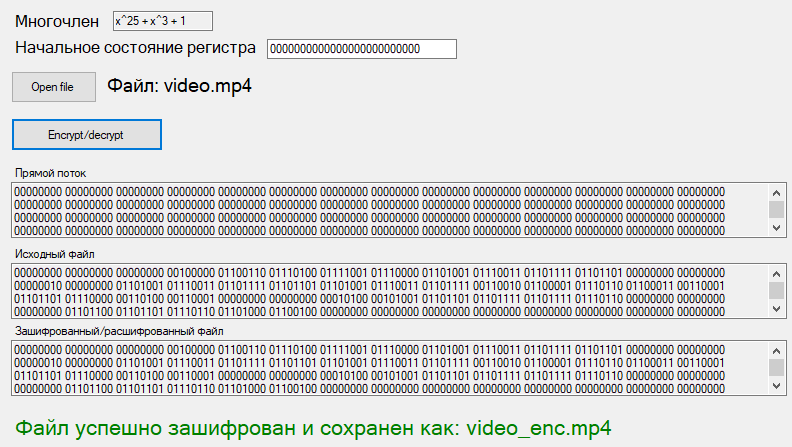 Многочлен x^25 + x^3 + 1
Начальное состояние регистра 0000000000000000000000000
Open file Файл: video.mp4
Encrypt/decrypt
Прямой поток
00000000 00000000 00000000 00000000 00000000 00000000 00000000 00000000 00000000 00000000 00000000 00000000 00000000 00000000
00000000 00000000 00000000 00000000 00000000 00000000 00000000 00000000 00000000 00000000 00000000 00000000 00000000 00000000
00000000 00000000 00000000 00000000 00000000 00000000 00000000 00000000 00000000 00000000 00000000 00000000 00000000 00000000
00000000 00000000 00000000 00000000 00000000 00000000 00000000 00000000 00000000 00000000 00000000 00000000 00000000 00000000
Исходный файл
00000000 00000000 00000000 00100000 01100110 01110100 01111001 01110000 01101001 01110011 01101111 01101101 00000000 00000000
00000010 00000000 01101001 01110011 01101111 01101101 01101001 01110011 01101111 00110010 01100001 01110110 01100011 00110001
01101101 01110000 00110100 00110001 00000000 00000000 00010100 00101001 01101101 01101111 01101111 01110110 00000000 00000000
00000000 01101100 01101101 01110110 01101000 01100100 00000000 00000000 00000000 00000000 00000000 00000000 00000000 00000000
Зашифрованный/расшифрованный файл
00000000 00000000 00000000 00100000 01100110 01110100 01111001 01110000 01101001 01110011 01101111 01101101 00000000 00000000
00000010 00000000 01101001 01110011 01101111 01101101 01101001 01110011 01101111 00110010 01100001 01110110 01100011 00110001
01101101 01110000 00110100 00110001 00000000 00000000 00010100 00101001 01101101 01101111 01101111 01110110 00000000 00000000
00000000 01101100 01101101 01110110 01101000 01100100 00000000 00000000 00000000 00000000 00000000 00000000 00000000 00000000
Файл успешно зашифрован и сохранен как: video_enc.mp4